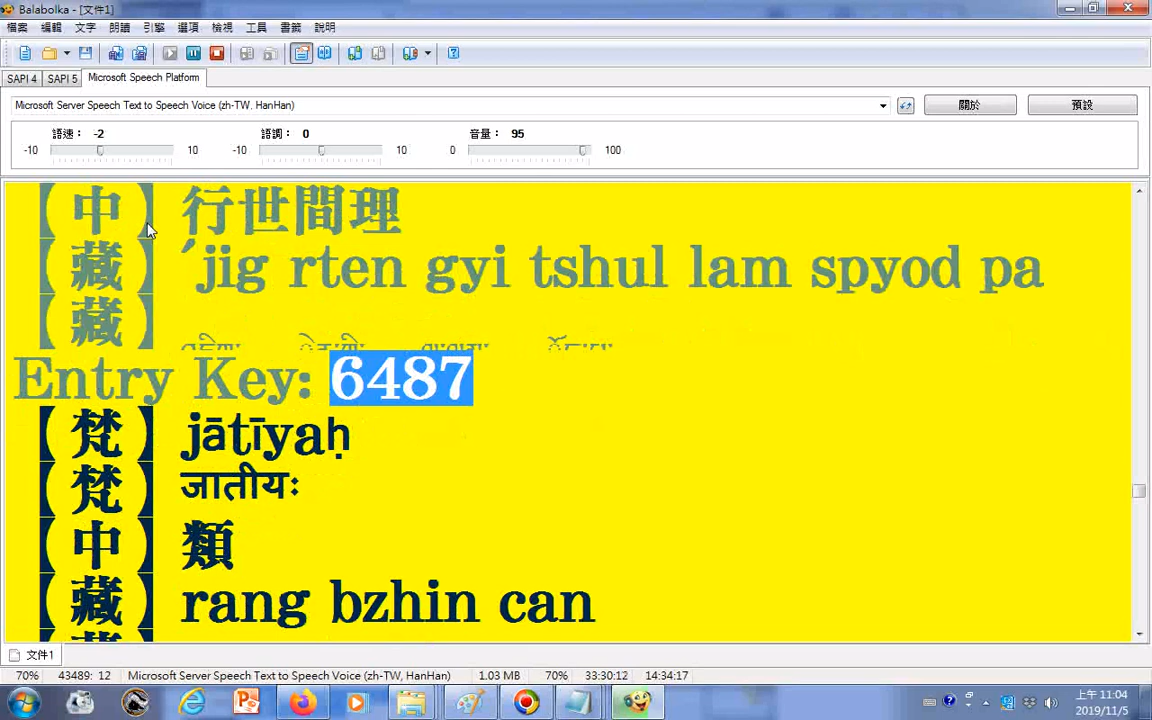 Balabolka - [文件1]
檔案 編輯 文字 朗讀 引擎 選項 檢視 工具 書籤 說明
SAPI 4 SAPI 5 Microsoft Speech Platform
Microsoft Server Speech Text to Speech Voice (zh-TW, HanHan) 關於 預設
語速： -2 語調： 0 音量： 95
-10 10 -10 10 0 100
【中】 行世間理
【藏】 ′jig rten gyi tshul lam spyod pa
【藏】
Entry Key: 6487
【梵】 jātīyaḥ
【梵】 जातीयः
【中】 類
【藏】 rang bzhin can
文件1
70% 43489: 12 Microsoft Server Speech Text to Speech Voice (zh-TW, HanHan) 1.03 MB 70% 33:30:12 14:34:17
上午 11:04
2019/11/5